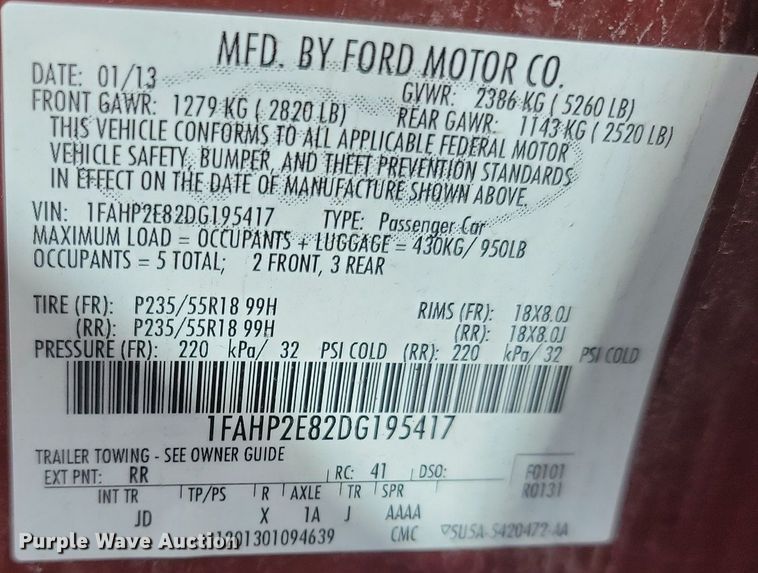 MFD. BY FORD MOTOR CO.
DATE: 01/13 GVWR: 2386 KG ( 5260 LB)
FRONT GAWR: 1279 KG ( 2820 LB) REAR GAWR: 1143 KG ( 2520 LB)
THIS VEHICLE CONFORMS TO ALL APPLICABLE FEDERAL MOTOR
VEHICLE SAFETY, BUMPER, AND THEFT PREVENTION STANDARDS
IN EFFECT ON THE DATE OF MANUFACTURE SHOWN ABOVE.
VIN: 1FAHP2E82DG195417 TYPE: Passenger Car
MAXIMUM LOAD = OCCUPANTS + LUGGAGE = 430KG/ 950LB
OCCUPANTS = 5 TOTAL; 2 FRONT, 3 REAR
TIRE (FR): P235/55R18 99H RIMS (FR): 18X8.0J
(RR): P235/55R18 99H (RR): 18X8.0J
PRESSURE (FR): 220 kPa/ 32 PSI COLD (RR): 220 kPa/ 32 PSI COLD
1FAHP2E82DG195417
TRAILER TOWING - SEE OWNER GUIDE
EXT PNT: RR RC: 41 DSO: F0101
INT TR TP/PS R AXLE TR SPR R0131
JD X 1A J AAAA
1301094639 CMC 5U5A-5420472-AA
Purple Wave Auction